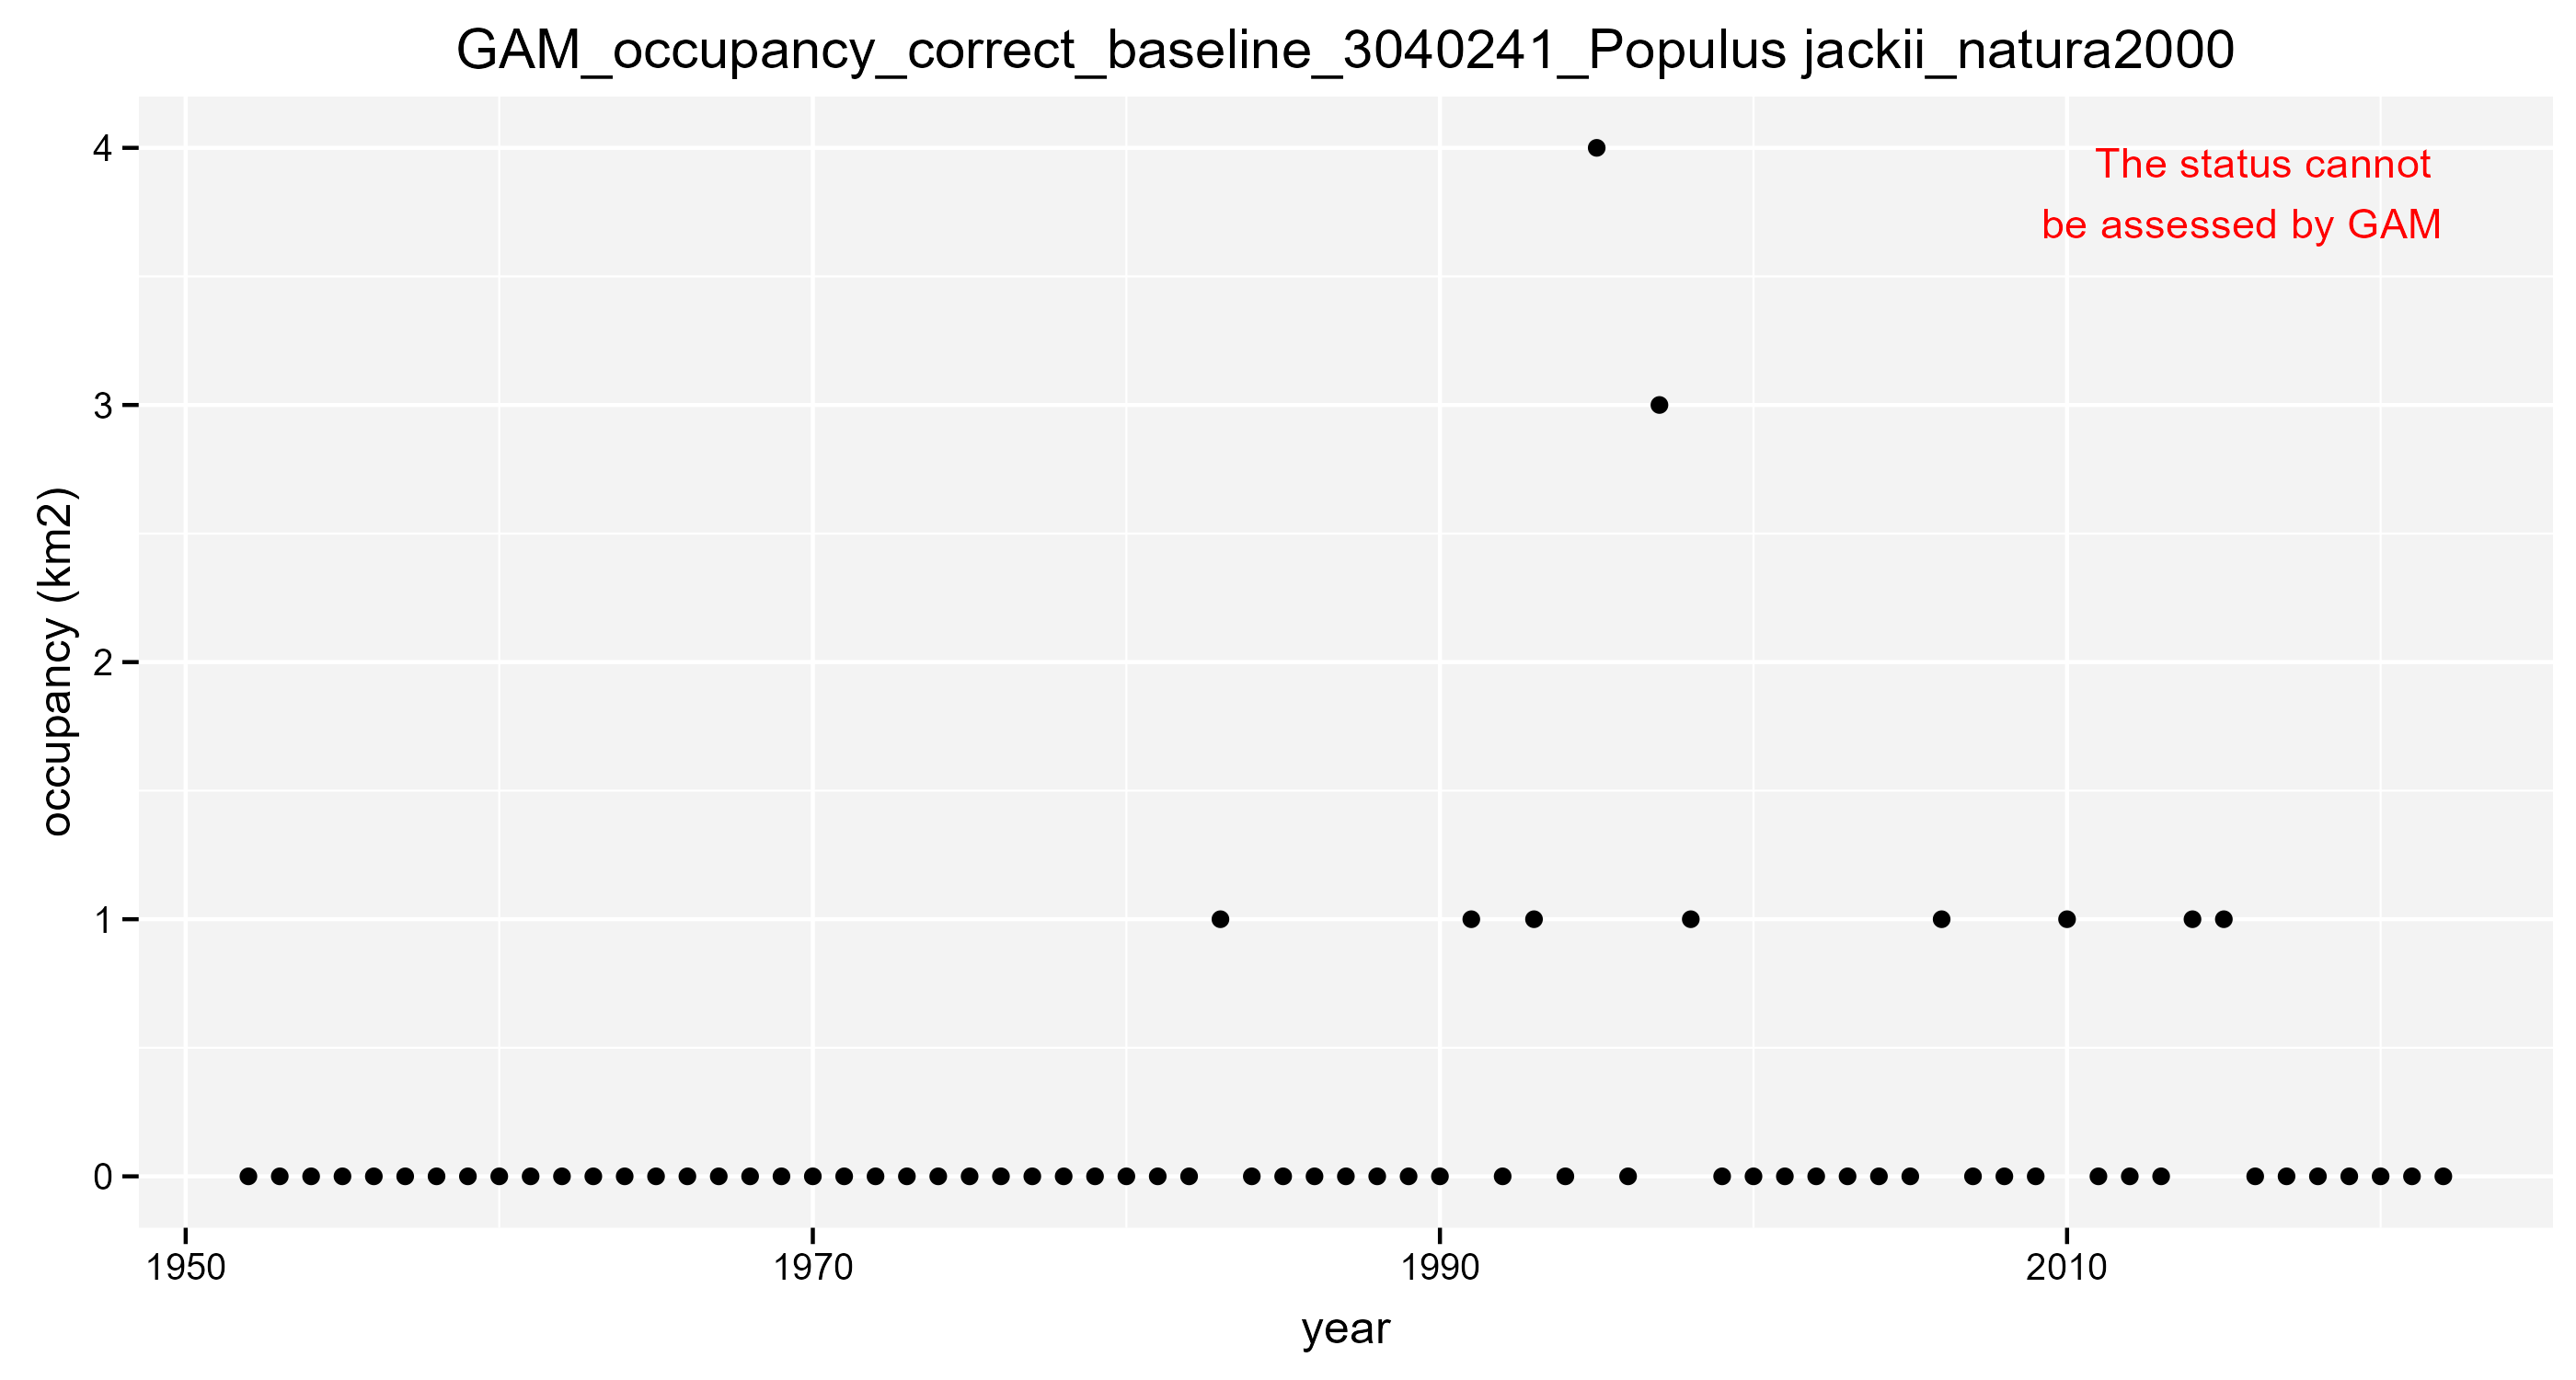 GAM_occupancy_correct_baseline_3040241_Populus jackii_natura2000
4
3
2
1
0
occupancy (km2)
The status cannot
be assessed by GAM
1950
1970
1990
2010
year